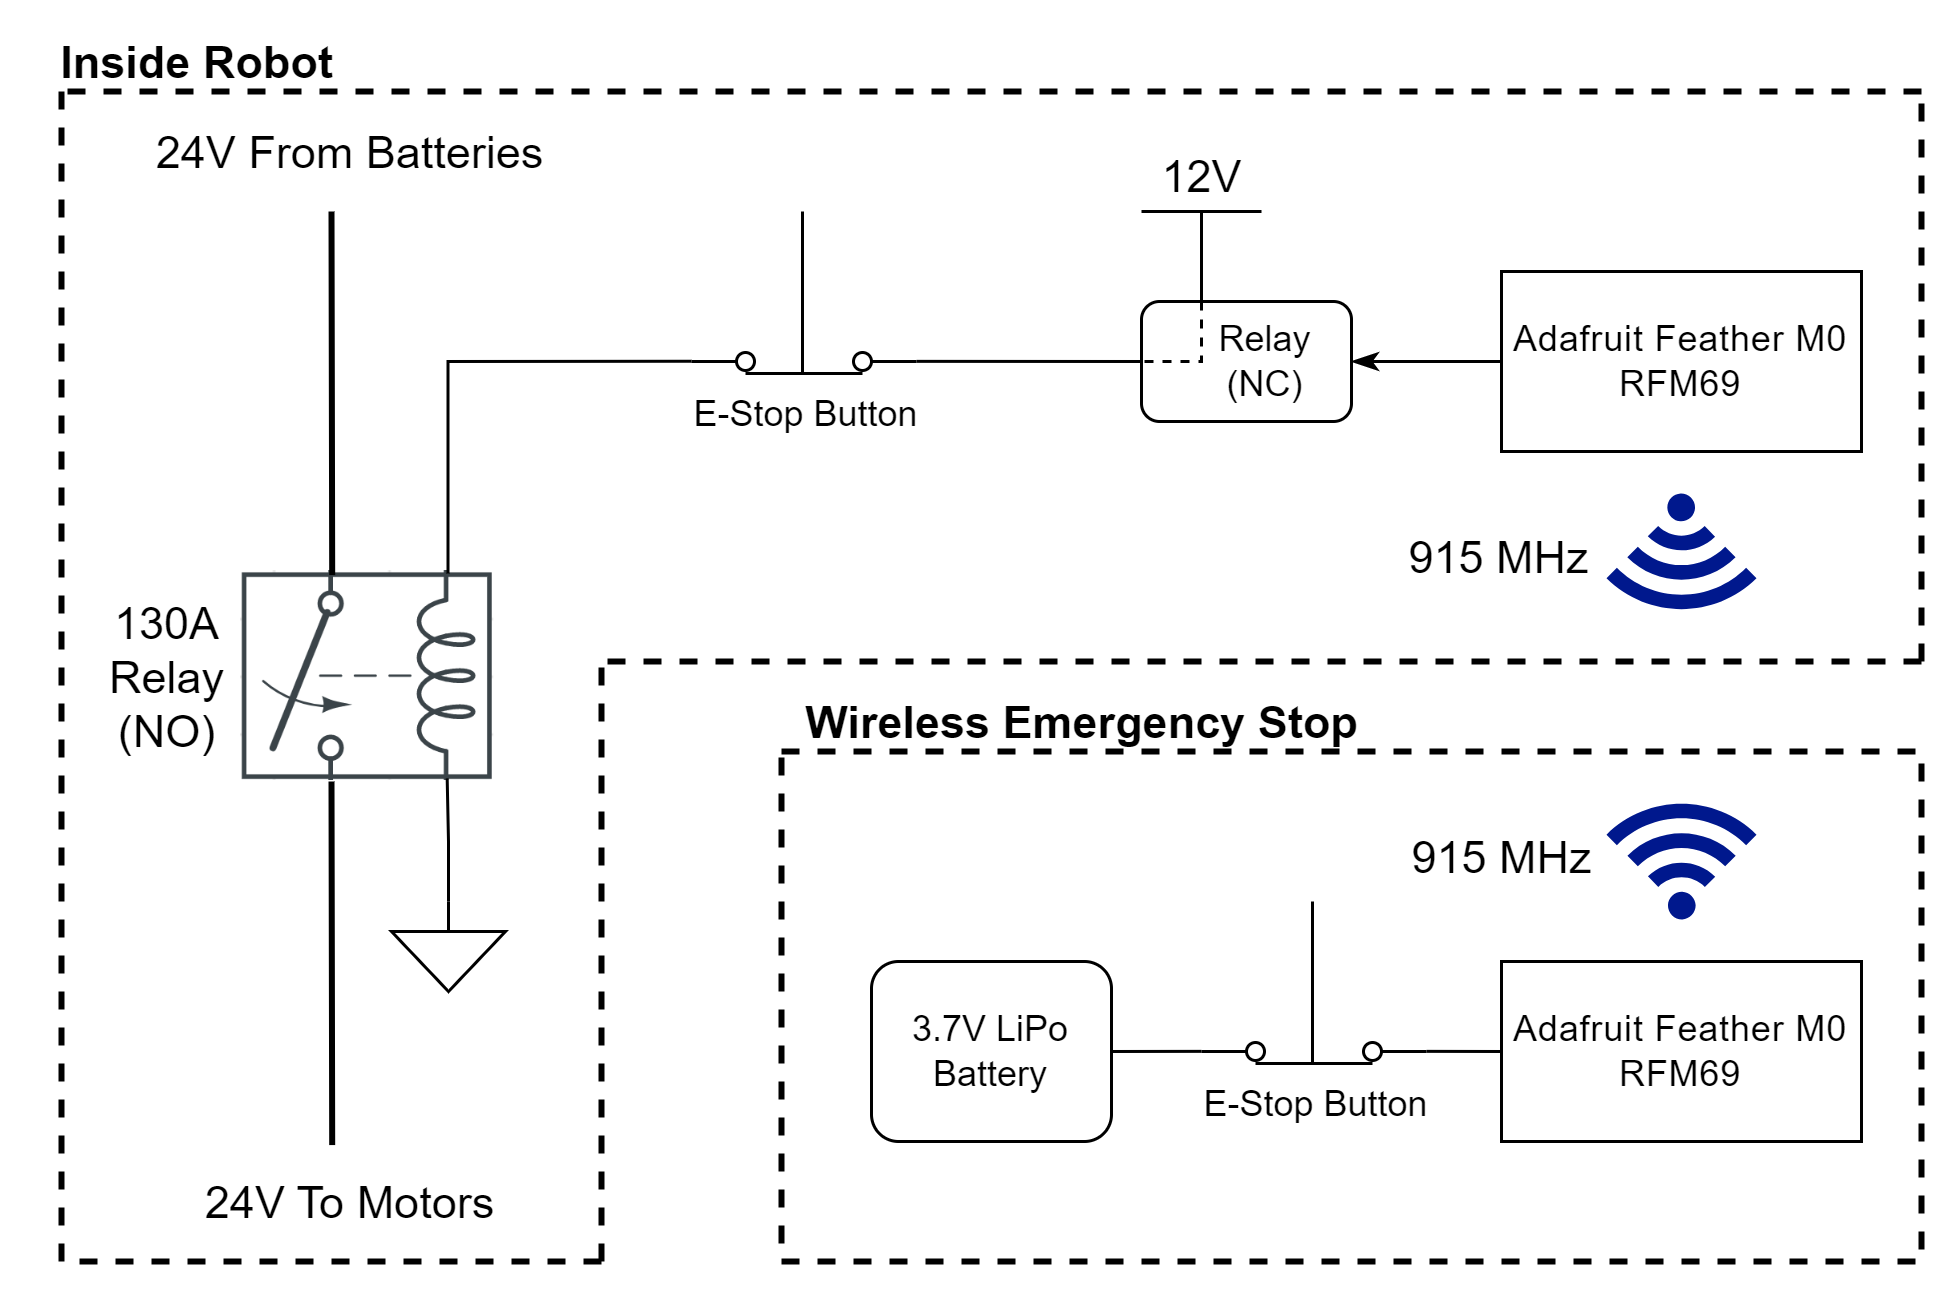 Inside Robot
24V From Batteries
12V
Relay
(NC)
Adafruit Feather M0
RFM69
E-Stop Button
915 MHz
130A
Relay
(NO)
24V To Motors
Wireless Emergency Stop
915 MHz
3.7V LiPo
Battery
E-Stop Button
Adafruit Feather M0
RFM69